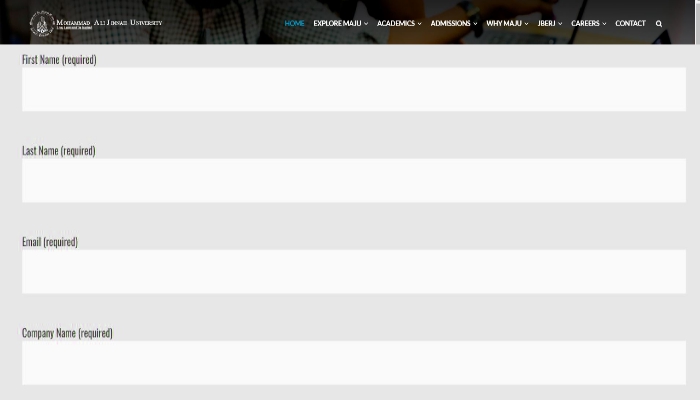 Mohammad Ali Jinnah University
HOME EXPLORE MAJU ACADEMICS ADMISSIONS WHY MAJU JBERJ CAREERS CONTACT
First Name (required)
Last Name (required)
Email (required)
Company Name (required)